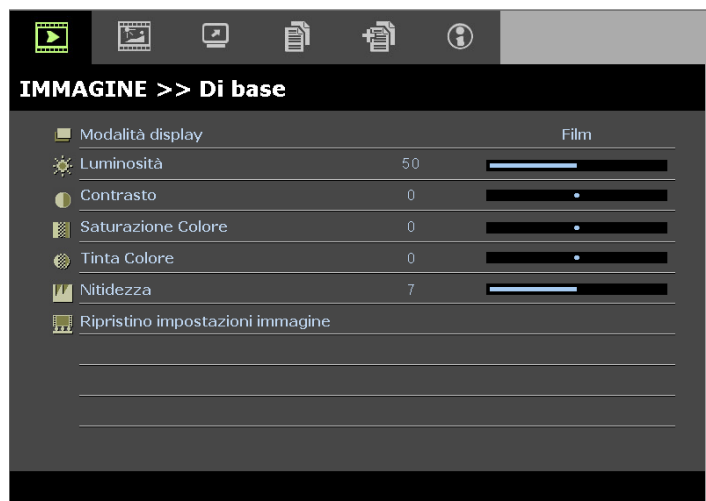 IMMAGINE >> Di base
Modalità display Film
Luminosità 50
Contrasto 0
Saturazione Colore 0
Tinta Colore 0
Nitidezza 7
Ripristino impostazioni immagine